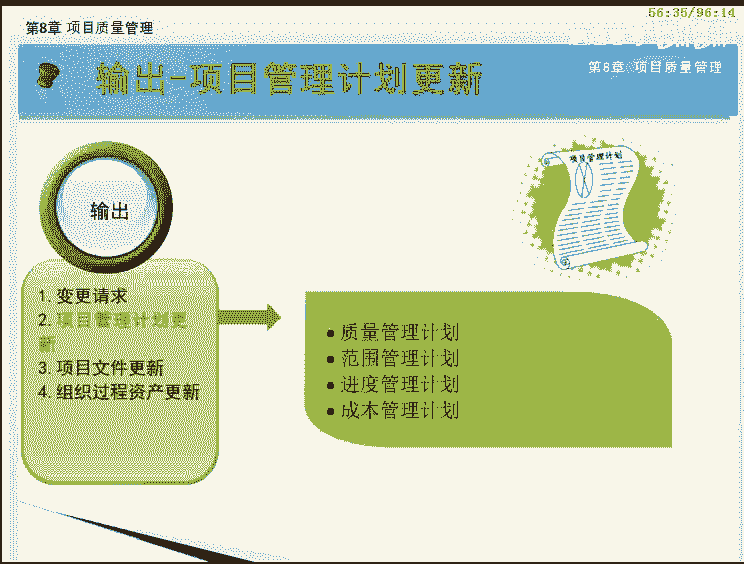 56:35/96:14
第8章 项目质量管理
输出-项目管理计划更新
第8章 项目质量管理
项目管理计划
输出
1. 变更请求
2. 项目管理计划更
新
3. 项目文件更新
4. 组织过程资产更新
● 质量管理计划
● 范围管理计划
● 进度管理计划
● 成本管理计划